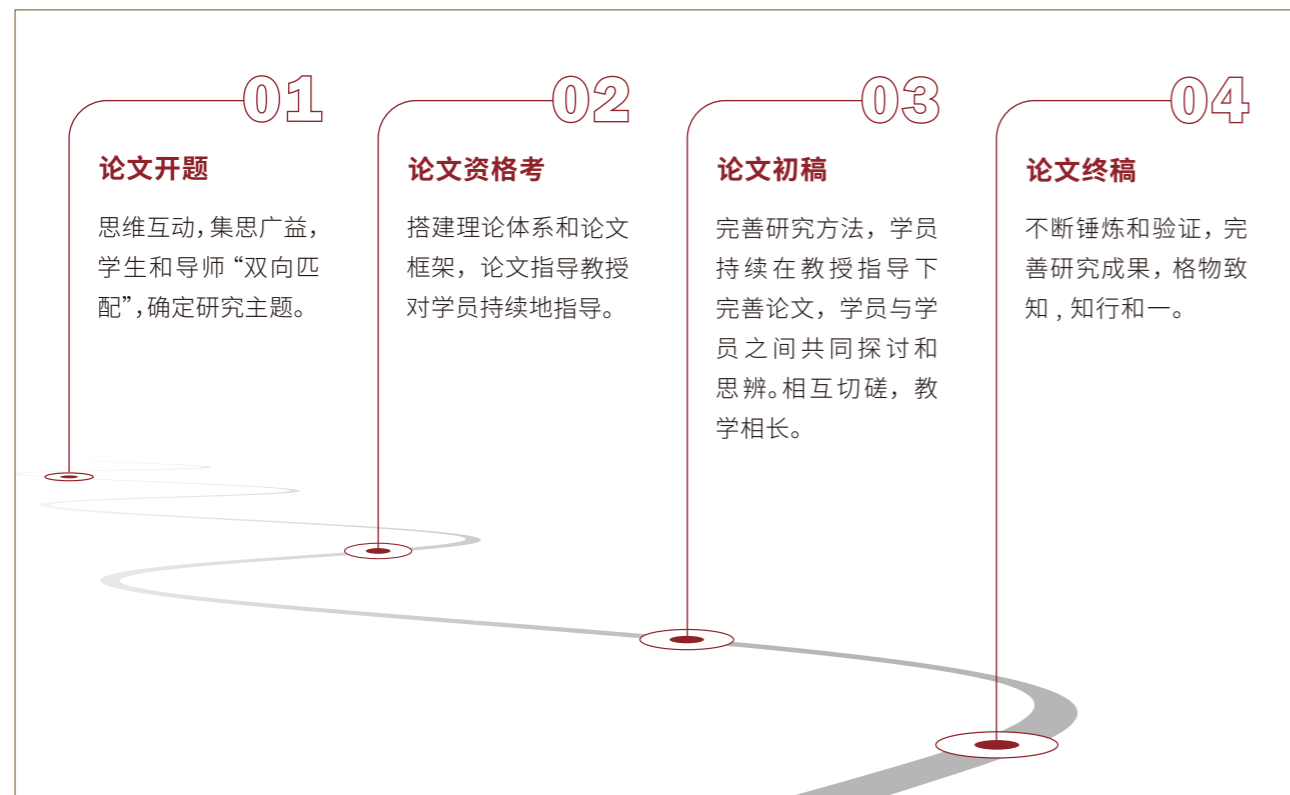 01
论文开题
思维互动，集思广益，
学生和导师“双向匹
配”，确定研究主题。
02
论文资格考
搭建理论体系和论文
框架，论文指导教授
对学员持续地指导。
03
论文初稿
完善研究方法，学员
持续在教授指导下
完善论文，学员与学
员之间共同探讨和
思辨。相互切磋，教
学相长。
04
论文终稿
不断锤炼和验证，完
善研究成果，格物致
知 , 知行和一。